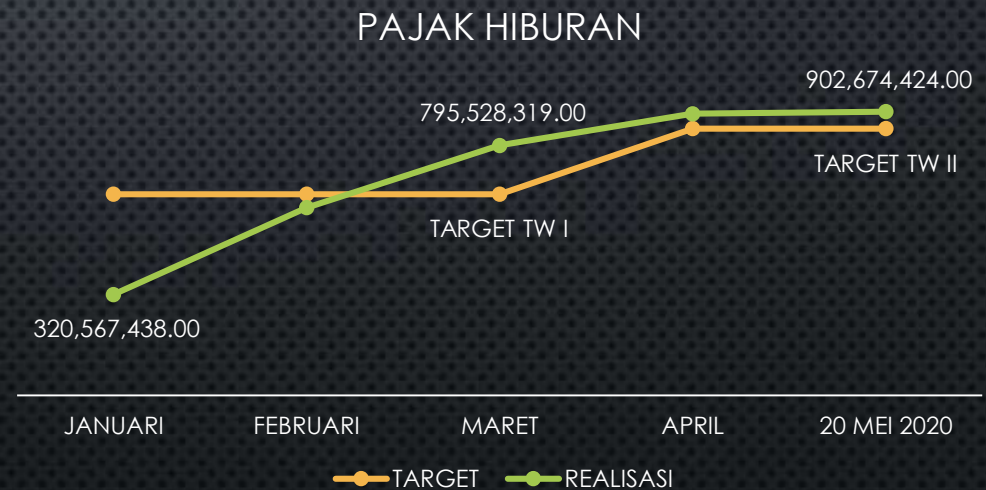 PAJAK HIBURAN
902,674,424.00
795,528,319.00
TARGET TW II
TARGET TW I
320,567,438.00
JANUARI FEBRUARI MARET APRIL 20 MEI 2020
TARGET REALISASI